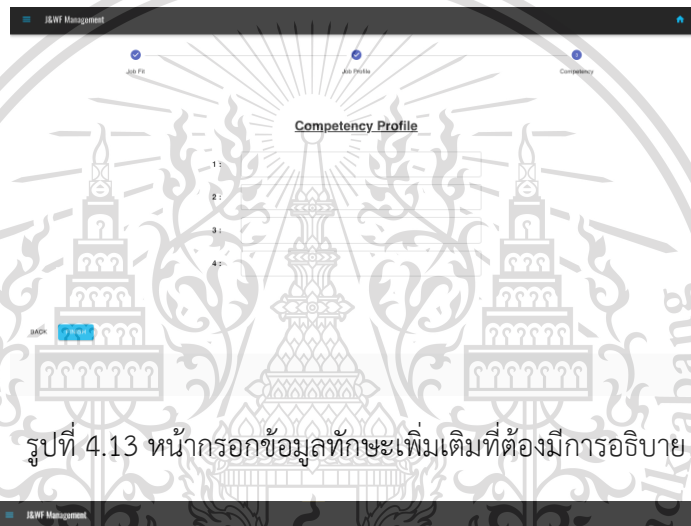 J&WF Management
Job Fit
Job Profile
3
Competency
Competency Profile
1 :
2 :
3 :
4 :
BACK
FINISH
รูปที่ 4.13 หน้ากรอกข้อมูลทักษะเพิ่มเติมที่ต้องมีการอธิบาย
J&WF Management